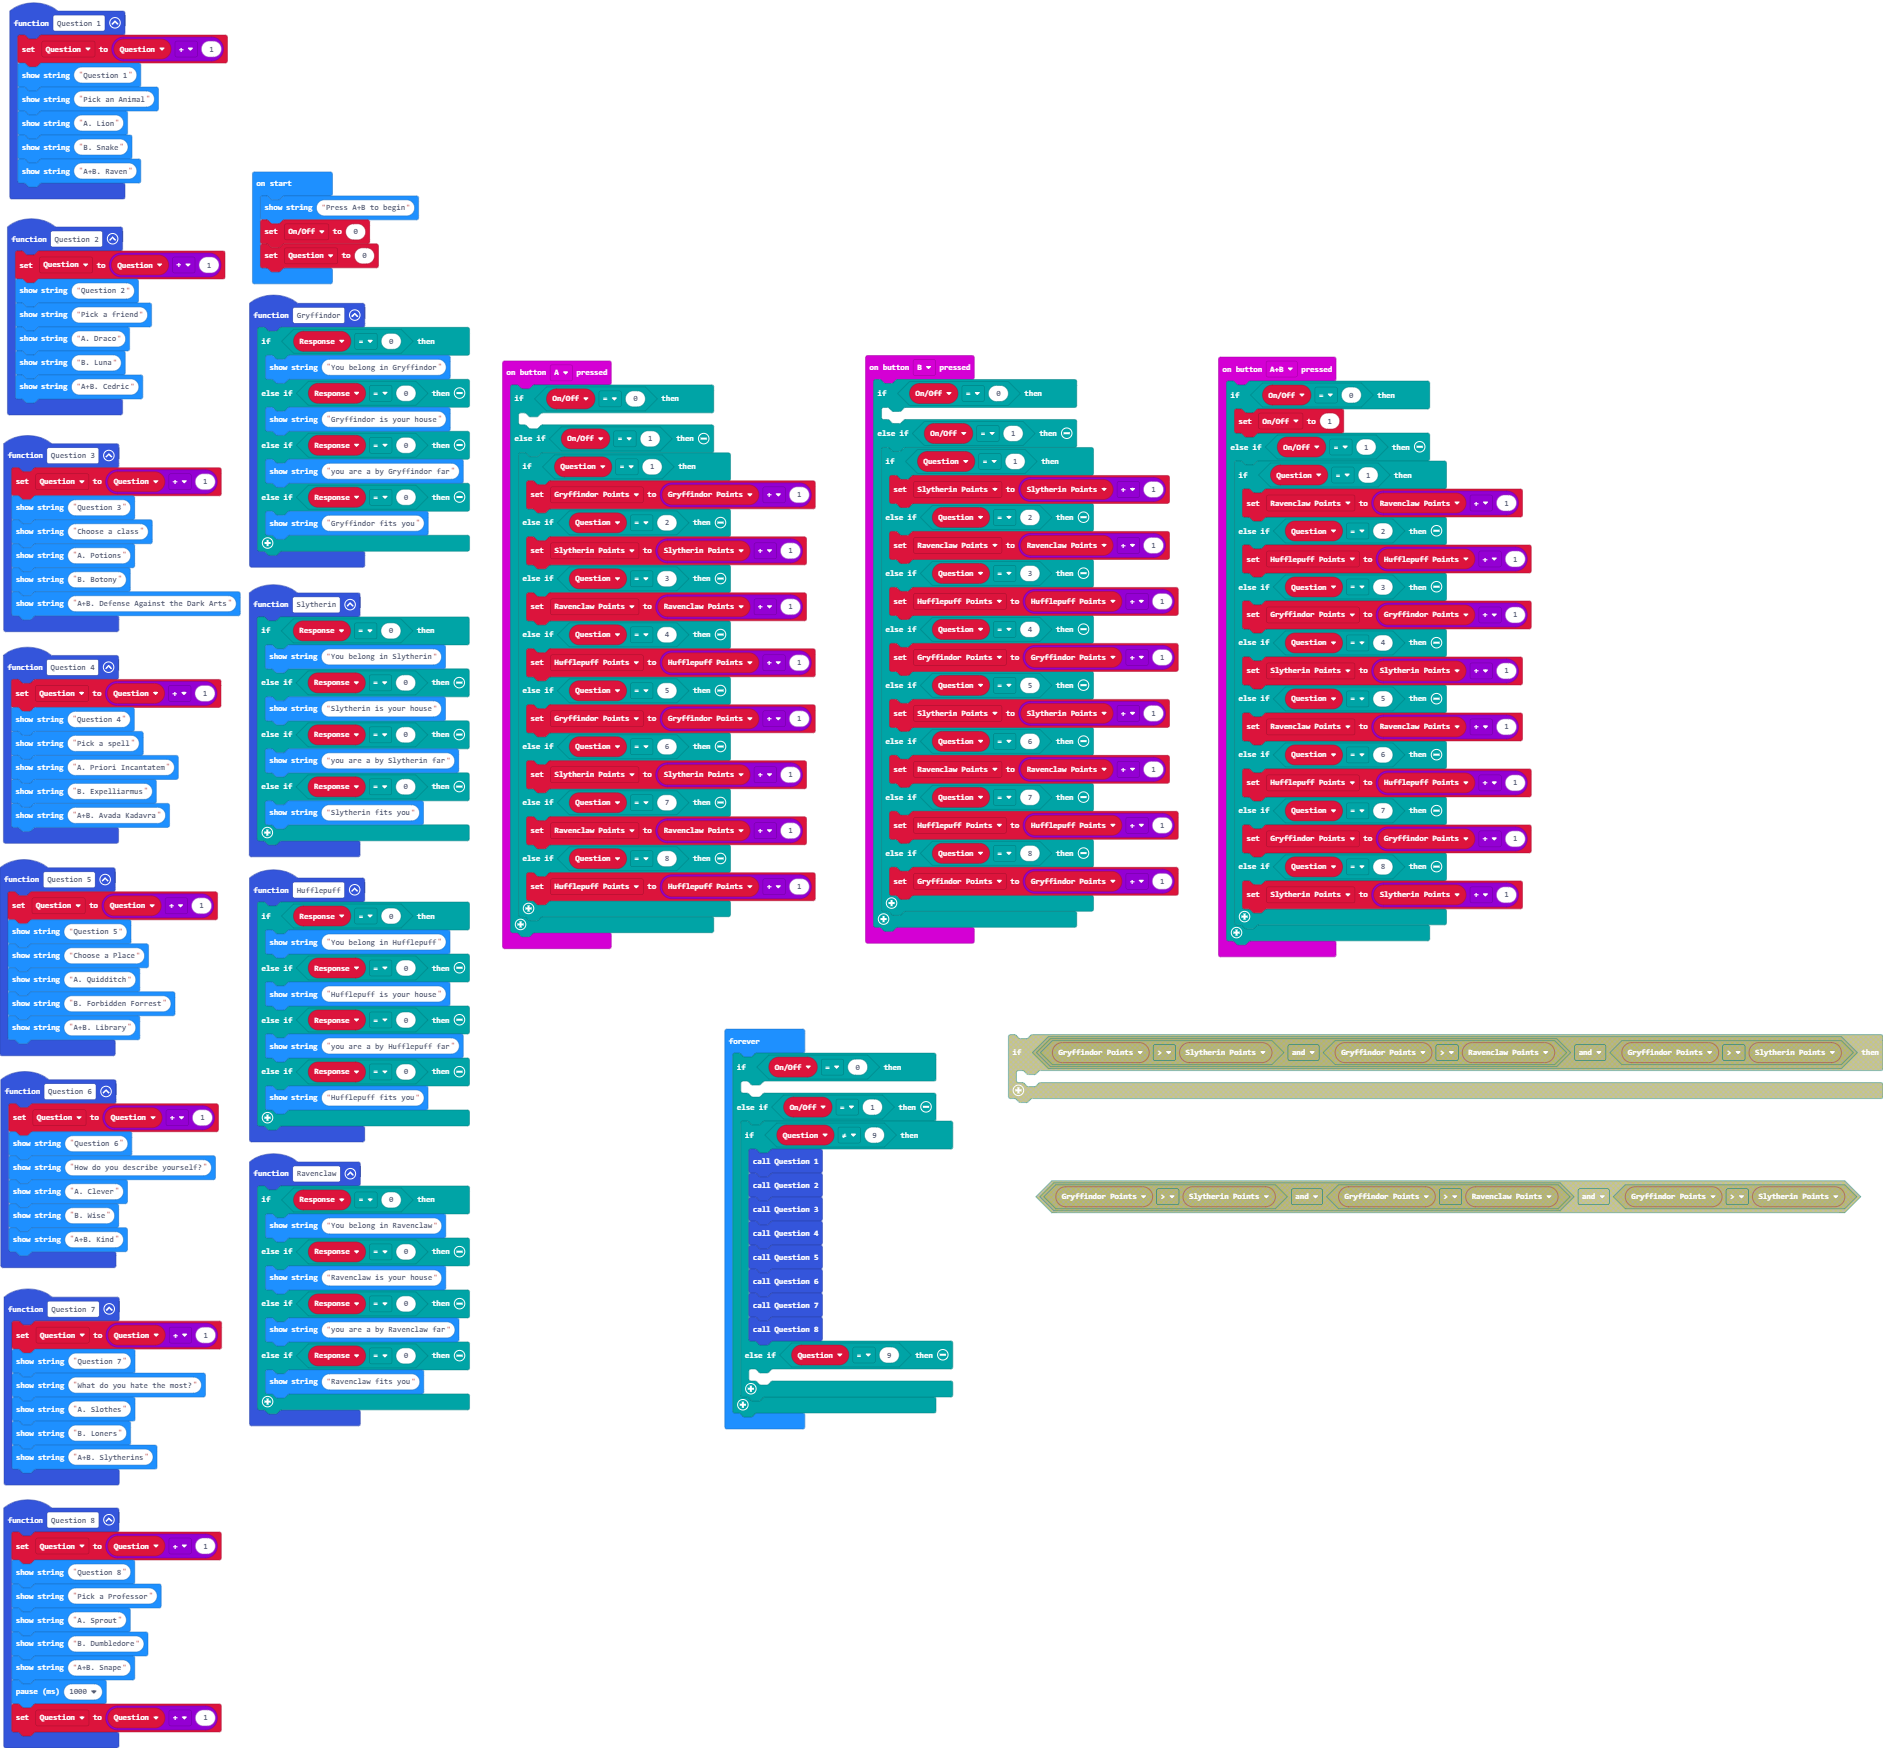 function Question 1
set Question to Question + 1
show string "Question 1"
show string "Pick an Animal"
show string "A. Lion"
show string "B. Snake"
show string "A+B. Raven"
function Question 2
set Question to Question + 1
show string "Question 2"
show string "Pick a friend"
show string "A. Draco"
show string "B. Luna"
show string "A+B. Cedric"
function Question 3
set Question to Question + 1
show string "Question 3"
show string "Choose a class"
show string "A. Potions"
show string "B. Botony"
show string "A+B. Defense Against the Dark Arts"
function Question 4
set Question to Question + 1
show string "Question 4"
show string "Pick a spell"
show string "A. Priori Incantatem"
show string "B. Expelliarmus"
show string "A+B. Avada Kadavra"
function Question 5
set Question to Question + 1
show string "Question 5"
show string "Choose a Place"
show string "A. Quidditch"
show string "B. Forbidden Forrest"
show string "A+B. Library"
function Question 6
set Question to Question + 1
show string "Question 6"
show string "How do you describe yourself?"
show string "A. Clever"
show string "B. Wise"
show string "A+B. Kind"
function Question 7
set Question to Question + 1
show string "Question 7"
show string "What do you hate the most?"
show string "A. Slothes"
show string "B. Loners"
show string "A+B. Slytherins"
function Question 8
set Question to Question + 1
show string "Question 8"
show string "Pick a Professor"
show string "A. Sprout"
show string "B. Dumbledore"
show string "A+B. Snape"
pause (ms) 1000
set Question to Question + 1
on start
show string "Press A+B to begin"
set On/Off to 0
set Question to 0
function Gryffindor
if Response = 0 then
show string "You belong in Gryffindor"
else if Response = 0 then
show string "Gryffindor is your house"
else if Response = 0 then
show string "you are a by Gryffindor far"
else if Response = 0 then
show string "Gryffindor fits you"
function Slytherin
if Response = 0 then
show string "You belong in Slytherin"
else if Response = 0 then
show string "Slytherin is your house"
else if Response = 0 then
show string "you are a by Slytherin far"
else if Response = 0 then
show string "Slytherin fits you"
function Hufflepuff
if Response = 0 then
show string "You belong in Hufflepuff"
else if Response = 0 then
show string "Hufflepuff is your house"
else if Response = 0 then
show string "you are a by Hufflepuff far"
else if Response = 0 then
show string "Hufflepuff fits you"
function Ravenclaw
if Response = 0 then
show string "You belong in Ravenclaw"
else if Response = 0 then
show string "Ravenclaw is your house"
else if Response = 0 then
show string "you are a by Ravenclaw far"
else if Response = 0 then
show string "Ravenclaw fits you"
on button A pressed
if On/Off = 0 then
else if On/Off = 1 then
if Question = 1 then
set Gryffindor Points to Gryffindor Points + 1
else if Question = 2 then
set Slytherin Points to Slytherin Points + 1
else if Question = 3 then
set Ravenclaw Points to Ravenclaw Points + 1
else if Question = 4 then
set Hufflepuff Points to Hufflepuff Points + 1
else if Question = 5 then
set Gryffindor Points to Gryffindor Points + 1
else if Question = 6 then
set Slytherin Points to Slytherin Points + 1
else if Question = 7 then
set Ravenclaw Points to Ravenclaw Points + 1
else if Question = 8 then
set Hufflepuff Points to Hufflepuff Points + 1
on button B pressed
if On/Off = 0 then
else if On/Off = 1 then
if Question = 1 then
set Slytherin Points to Slytherin Points + 1
else if Question = 2 then
set Ravenclaw Points to Ravenclaw Points + 1
else if Question = 3 then
set Hufflepuff Points to Hufflepuff Points + 1
else if Question = 4 then
set Gryffindor Points to Gryffindor Points + 1
else if Question = 5 then
set Slytherin Points to Slytherin Points + 1
else if Question = 6 then
set Ravenclaw Points to Ravenclaw Points + 1
else if Question = 7 then
set Hufflepuff Points to Hufflepuff Points + 1
else if Question = 8 then
set Gryffindor Points to Gryffindor Points + 1
on button A+B pressed
if On/Off = 0 then
set On/Off to 1
else if On/Off = 1 then
if Question = 1 then
set Ravenclaw Points to Ravenclaw Points + 1
else if Question = 2 then
set Hufflepuff Points to Hufflepuff Points + 1
else if Question = 3 then
set Gryffindor Points to Gryffindor Points + 1
else if Question = 4 then
set Slytherin Points to Slytherin Points + 1
else if Question = 5 then
set Ravenclaw Points to Ravenclaw Points + 1
else if Question = 6 then
set Hufflepuff Points to Hufflepuff Points + 1
else if Question = 7 then
set Gryffindor Points to Gryffindor Points + 1
else if Question = 8 then
set Slytherin Points to Slytherin Points + 1
forever
if On/Off = 0 then
else if On/Off = 1 then
if Question ≠ 9 then
call Question 1
call Question 2
call Question 3
call Question 4
call Question 5
call Question 6
call Question 7
call Question 8
else if Question = 9 then
if Gryffindor Points > Slytherin Points and Gryffindor Points > Ravenclaw Points and Gryffindor Points > Slytherin Points then
Gryffindor Points > Slytherin Points and Gryffindor Points > Ravenclaw Points and Gryffindor Points > Slytherin Points